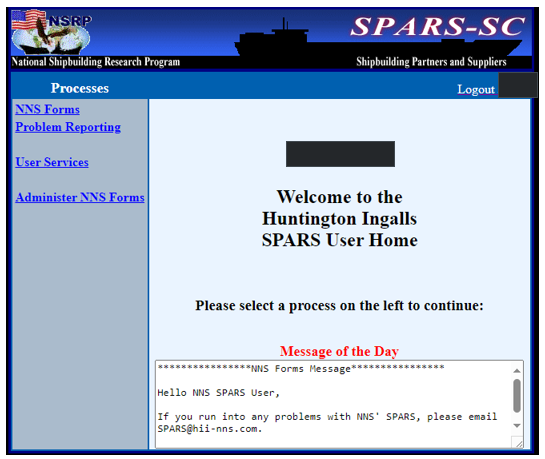 NSRP
SPARS-SC
National Shipbuilding Research Program
Shipbuilding Partners and Suppliers
Processes
Logout
NNS Forms
Problem Reporting
User Services
Administer NNS Forms
Welcome to the
Huntington Ingalls
SPARS User Home
Please select a process on the left to continue:
Message of the Day
****************NNS Forms Message****************
Hello NNS SPARS User,
If you run into any problems with NNS' SPARS, please email
SPARS@hii-nns.com.